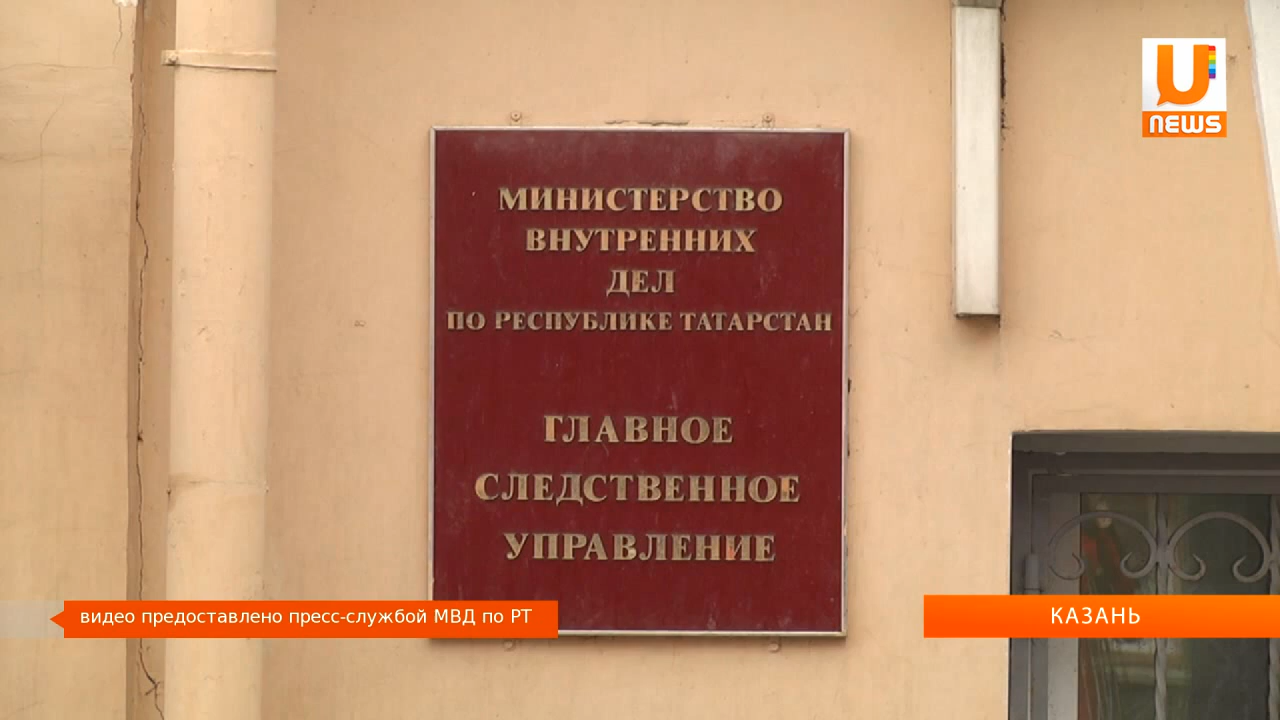 U
NEWS
МИНИСТЕРСТВО
ВНУТРЕННИХ
ДЕЛ
ПО РЕСПУБЛИКЕ ТАТАРСТАН
ГЛАВНОЕ
СЛЕДСТВЕННОЕ
УПРАВЛЕНИЕ
видео предоставлено пресс-службой МВД по РТ
КАЗАНЬ